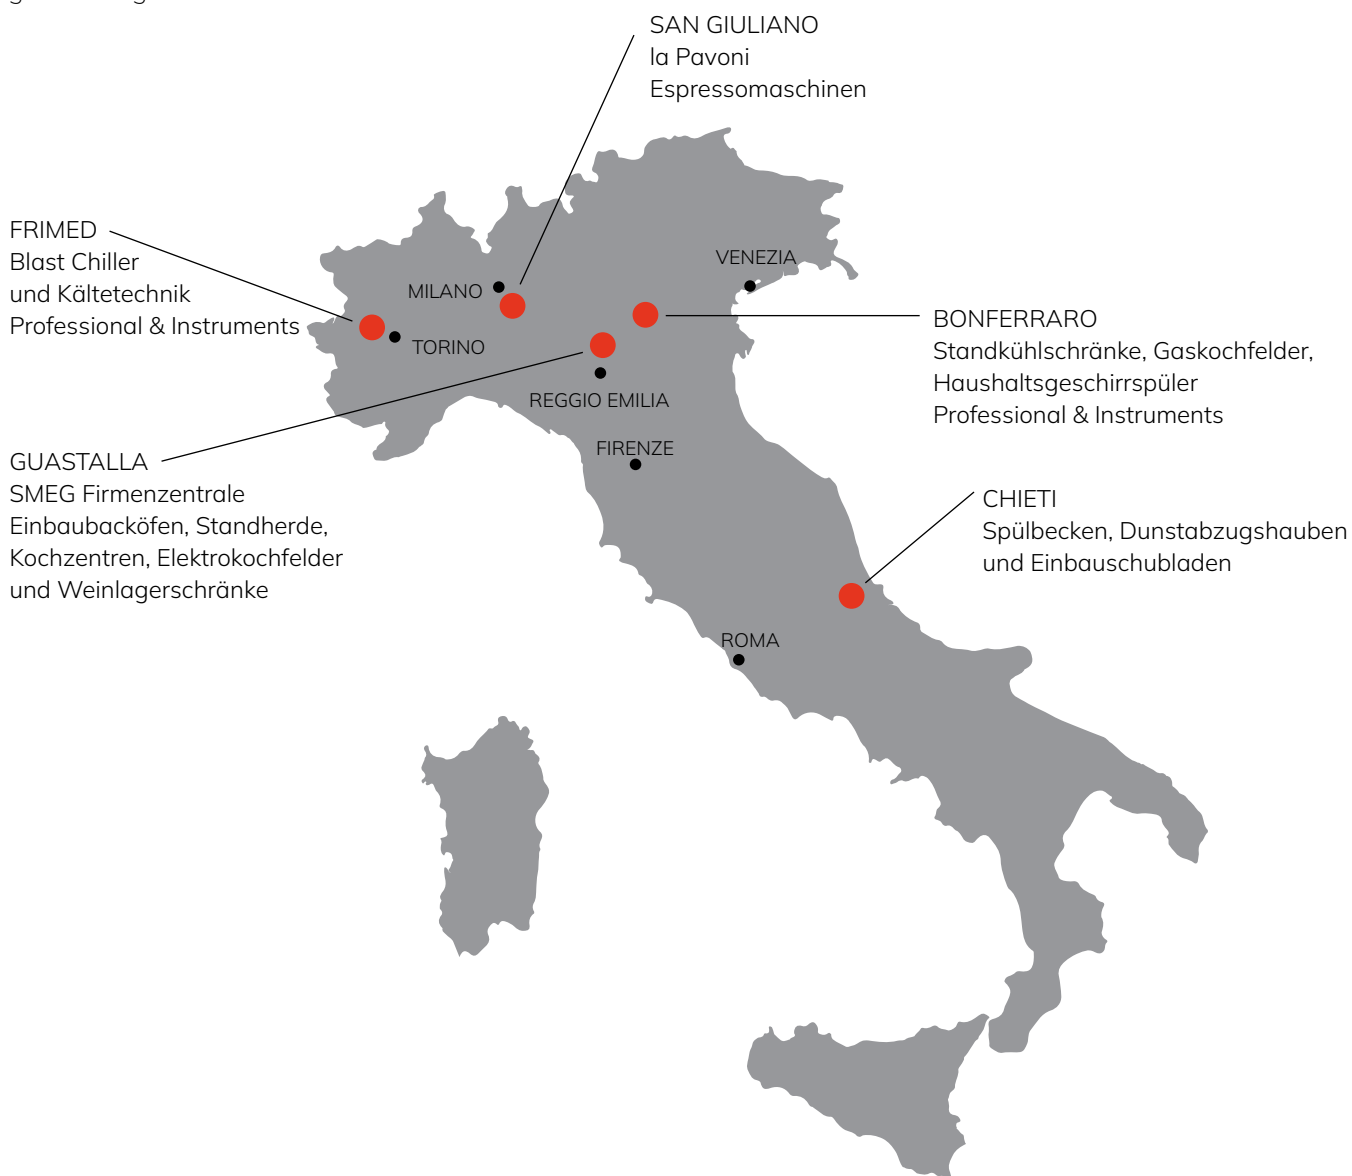 SAN GIULIANO
la Pavoni
Espressomaschinen
FRIMED
Blast Chiller
und Kältetechnik
Professional & Instruments
VENEZIA
MILANO
TORINO
BONFERRARO
Standkühlschränke, Gaskochfelder,
Haushaltsgeschirrspüler
Professional & Instruments
REGGIO EMILIA
FIRENZE
GUASTALLA
SMEG Firmenzentrale
Einbaubacköfen, Standherde,
Kochzentren, Elektrokochfelder
und Weinlagerschränke
CHIETI
Spülbecken, Dunstabzugshauben
und Einbauschubladen
ROMA